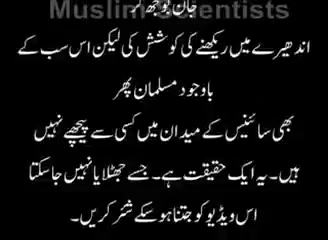 Muslim Scientists
جان بوجھ کر
اندھیرے میں رکھنے کی کوشش کی لیکن اس سب کے
باوجود مسلمان پھر
بھی سائنس کے میدان میں کسی سے پیچھے نہیں
ہیں۔ یہ ایک حقیقت ہے۔ جسے جھٹلایا نہیں جاسکتا
اس ویڈیو کو جتنا ہو سکے شئر کریں۔